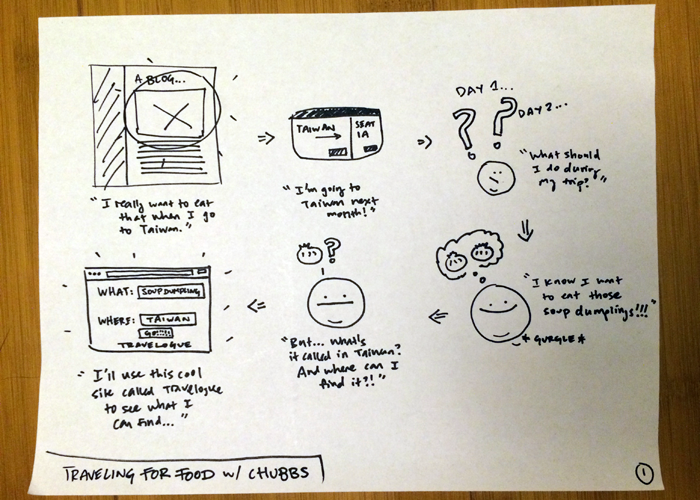 A BLOG...
"I really want to eat
that when I go
to Taiwan."
TAIWAN
SEAT
1A
"I'm going to
Taiwan next
month!"
DAY 1...
DAY 2...
? ?
"What should
I do during
my trip?"
"I know I want
to eat those
soup dumplings!!!"
*GURGLE*
?
"But... what's
it called in Taiwan?
And where can I
find it?!"
WHAT: SOUP DUMPLING
WHERE: TAIWAN
GO!!!!
TRAVELOGUE
"I'll use this cool
site called Travelogue
to see what I
can find..."
TRAVELING FOR FOOD W/ CHUBBS
1